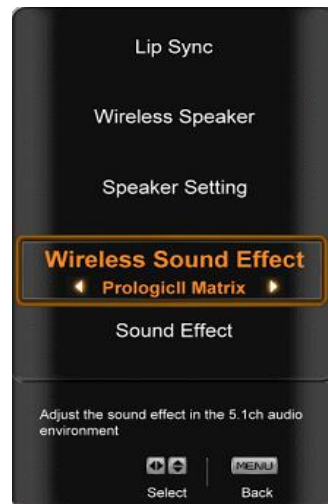 Lip Sync
Wireless Speaker
Speaker Setting
Wireless Sound Effect
PrologicII Matrix
Sound Effect
Adjust the sound effect in the 5.1ch audio
environment
MENU
Select Back